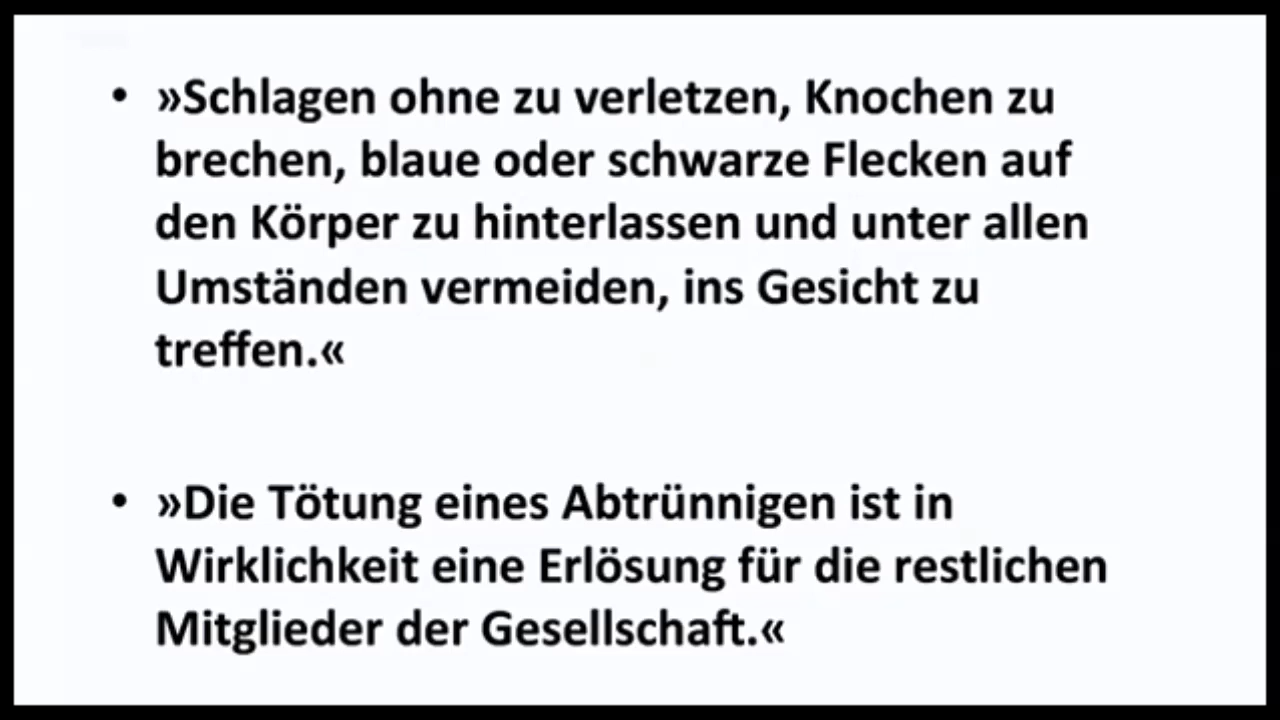 • »Schlagen ohne zu verletzen, Knochen zu
brechen, blaue oder schwarze Flecken auf
den Körper zu hinterlassen und unter allen
Umständen vermeiden, ins Gesicht zu
treffen.«
• »Die Tötung eines Abtrünnigen ist in
Wirklichkeit eine Erlösung für die restlichen
Mitglieder der Gesellschaft.«